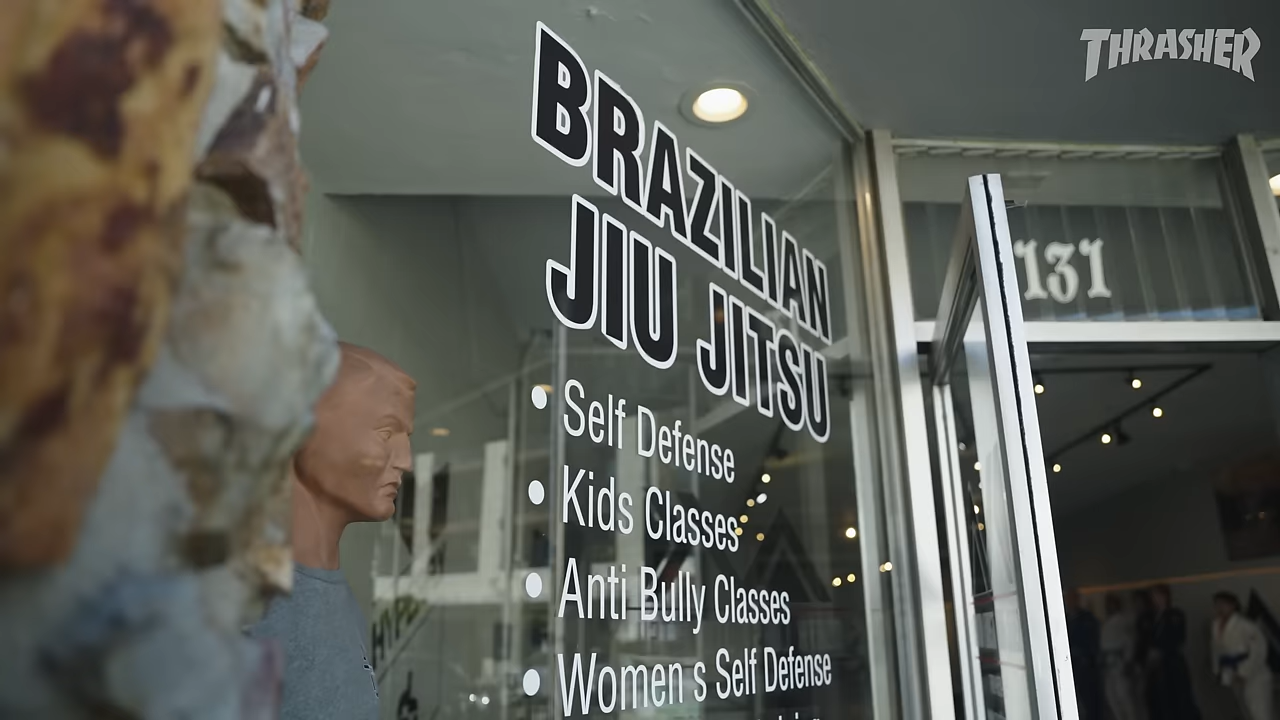 THRASHER
BRAZILIAN
JIU JITSU
131
• Self Defense
• Kids Classes
• Anti Bully Classes
• Women s Self Defense